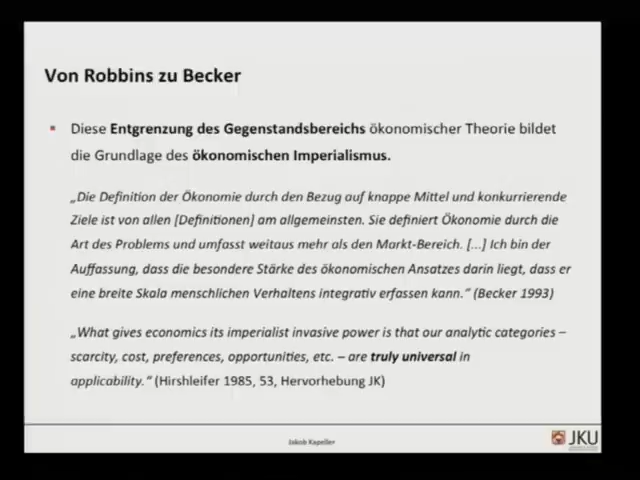 Von Robbins zu Becker
▪ Diese Entgrenzung des Gegenstandsbereichs ökonomischer Theorie bildet
die Grundlage des ökonomischen Imperialismus.
„Die Definition der Ökonomie durch den Bezug auf knappe Mittel und konkurrierende
Ziele ist von allen [Definitionen] am allgemeinsten. Sie definiert Ökonomie durch die
Art des Problems und umfasst weitaus mehr als den Markt-Bereich. [...] Ich bin der
Auffassung, dass die besondere Stärke des ökonomischen Ansatzes darin liegt, dass er
eine breite Skala menschlichen Verhaltens integrativ erfassen kann.“ (Becker 1993)
„What gives economics its imperialist invasive power is that our analytic categories –
scarcity, cost, preferences, opportunities, etc. – are truly universal in
applicability.“ (Hirshleifer 1985, 53, Hervorhebung JK)
Jakob Kapeller
JKU